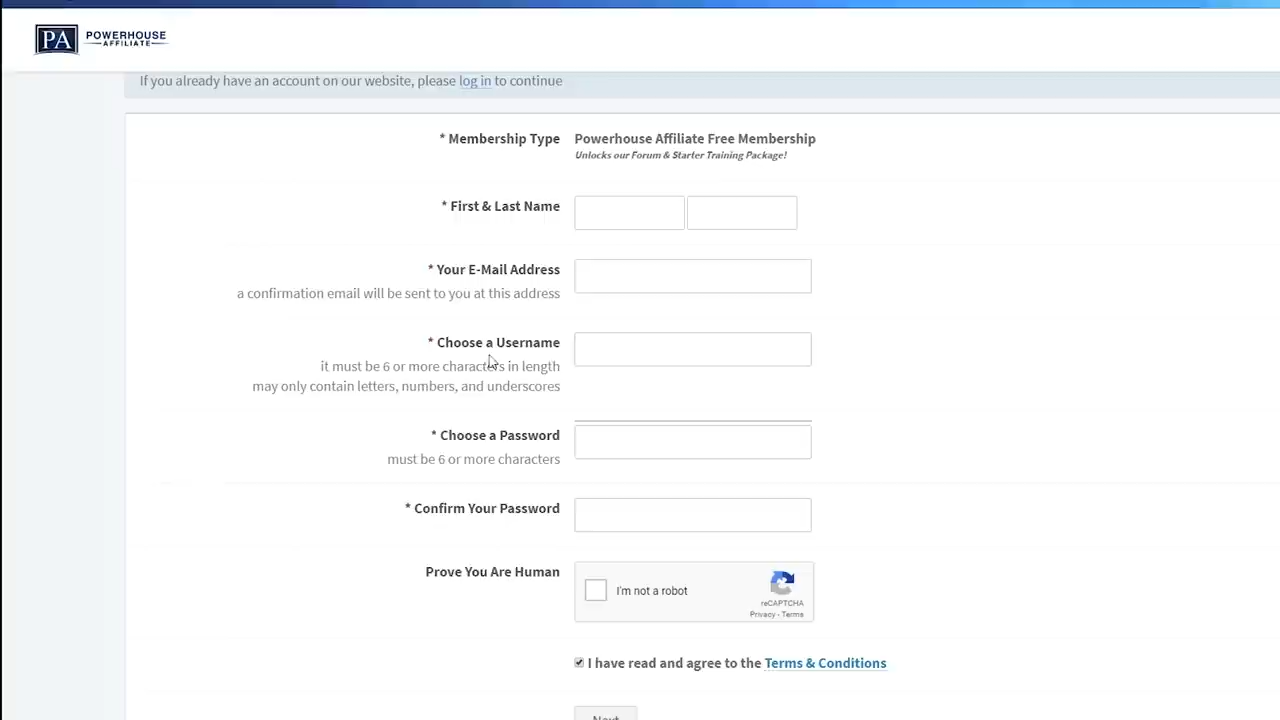 PA POWERHOUSE
AFFILIATE
If you already have an account on our website, please log in to continue
* Membership Type
Powerhouse Affiliate Free Membership
Unlocks our Forum & Starter Training Package!
* First & Last Name
* Your E-Mail Address
a confirmation email will be sent to you at this address
* Choose a Username
it must be 6 or more characters in length
may only contain letters, numbers, and underscores
* Choose a Password
must be 6 or more characters
* Confirm Your Password
Prove You Are Human
I'm not a robot
reCAPTCHA
Privacy - Terms
I have read and agree to the Terms & Conditions
Next